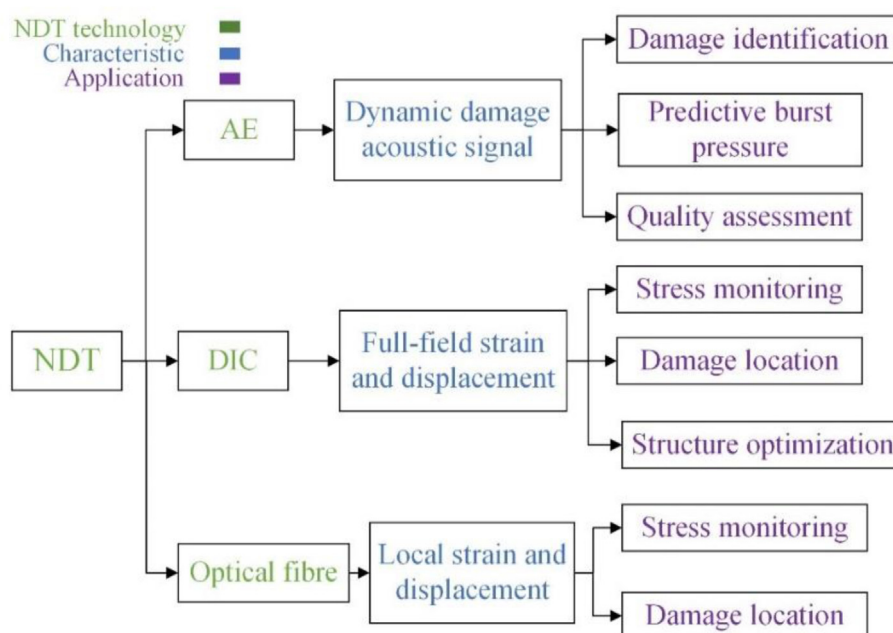 NDT technology
Characteristic
Application
AE
Dynamic damage
acoustic signal
Damage identification
Predictive burst
pressure
Quality assessment
NDT
DIC
Full-field strain
and displacement
Stress monitoring
Damage location
Structure optimization
Optical fibre
Local strain and
displacement
Stress monitoring
Damage location